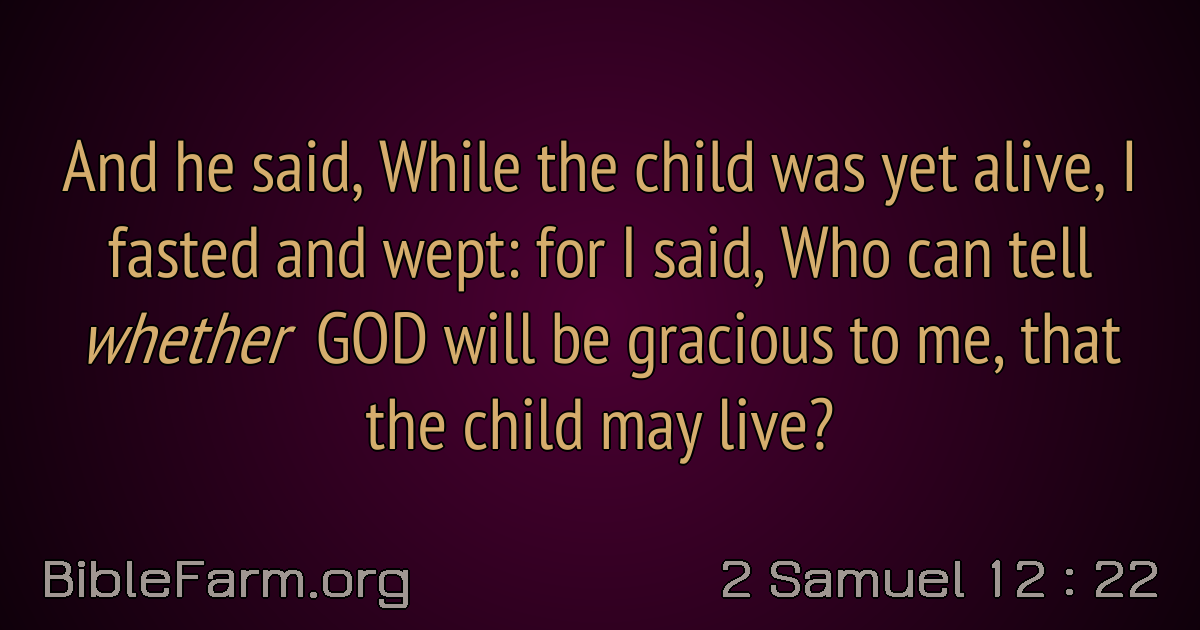 And he said, While the child was yet alive, I
fasted and wept: for I said, Who can tell
whether GOD will be gracious to me, that
the child may live?
BibleFarm.org
2 Samuel 12 : 22